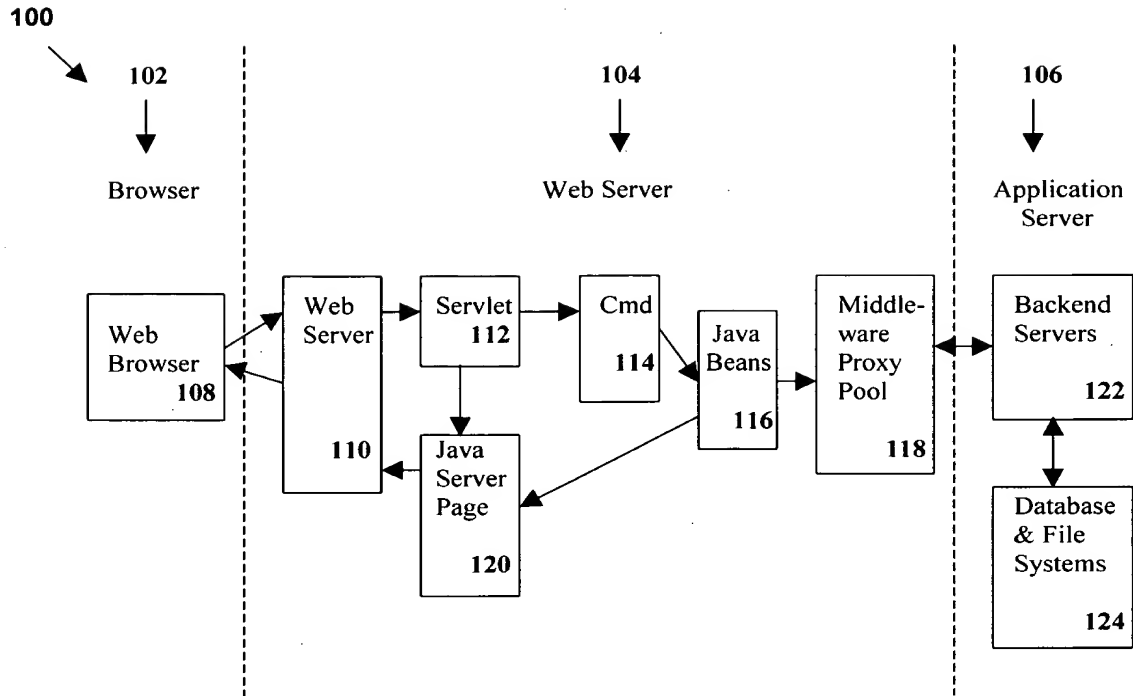 100
102
104
106
Browser
Web Server
Application
Server
Web
Browser
108
Web
Server
110
Servlet
112
Cmd
114
Java
Beans
116
Middle-
ware
Proxy
Pool
118
Backend
Servers
122
Java
Server
Page
120
Database
& File
Systems
124